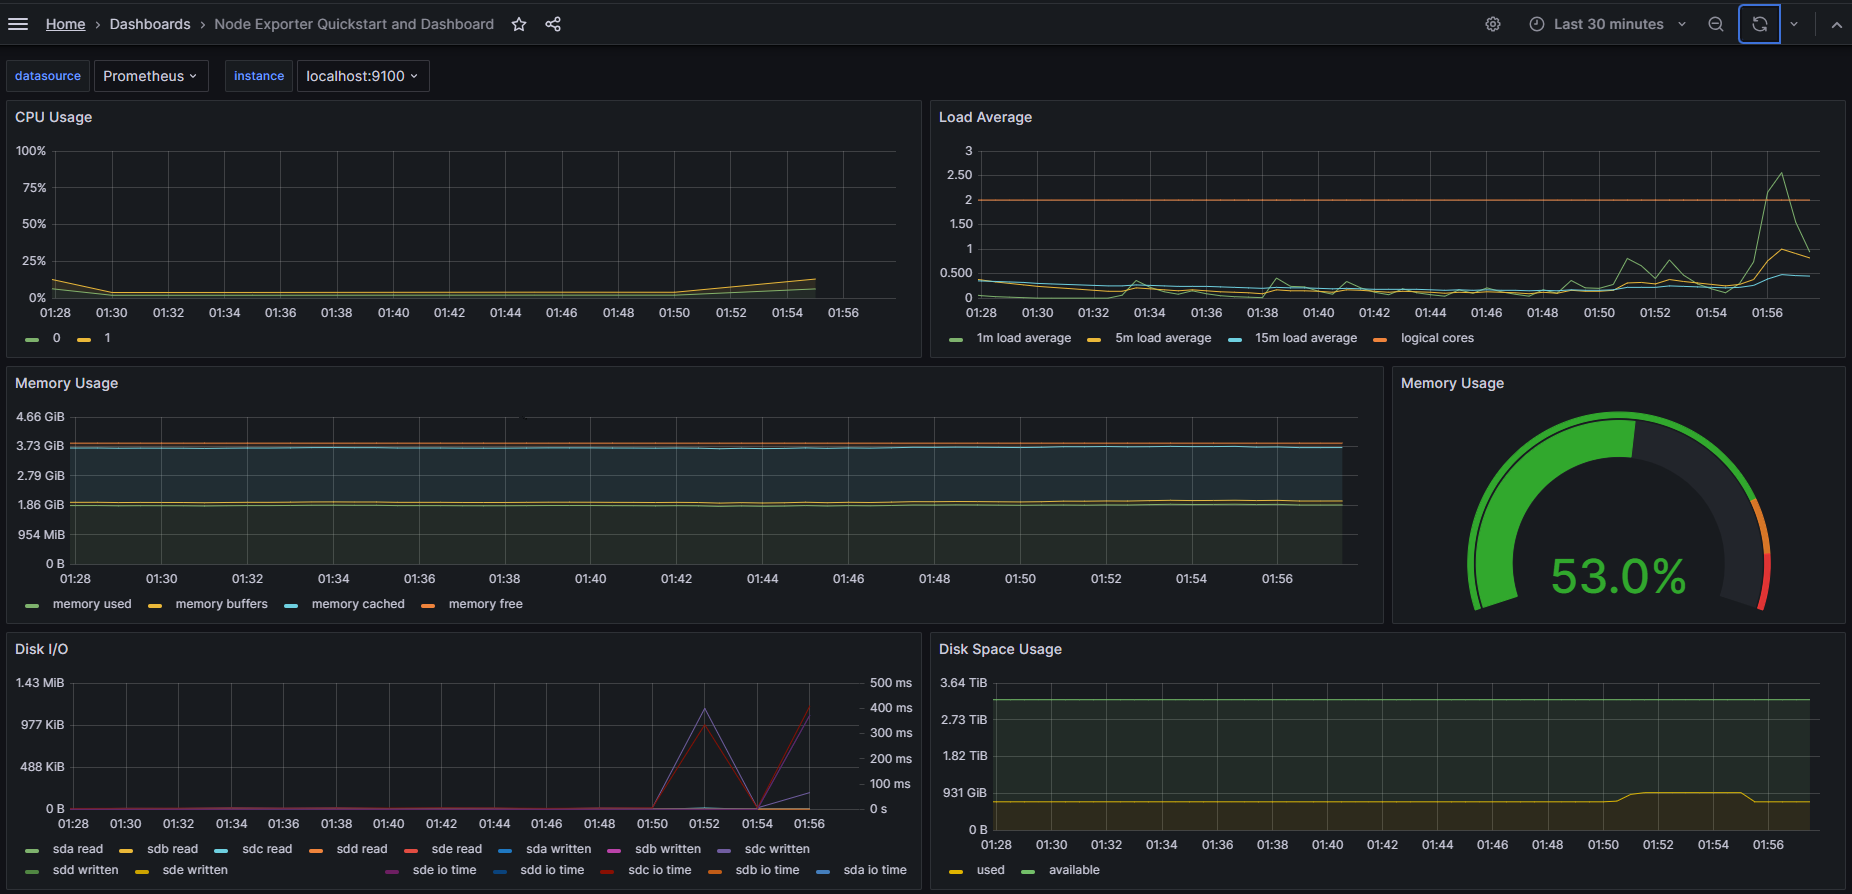 Home › Dashboards › Node Exporter Quickstart and Dashboard Last 30 minutes
datasource Prometheus instance localhost:9100
CPU Usage
100%
75%
50%
25%
0%
01:28 01:30 01:32 01:34 01:36 01:38 01:40 01:42 01:44 01:46 01:48 01:50 01:52 01:54 01:56
0 1
Load Average
3
2.50
2
1.50
1
0.500
0
01:28 01:30 01:32 01:34 01:36 01:38 01:40 01:42 01:44 01:46 01:48 01:50 01:52 01:54 01:56
1m load average 5m load average 15m load average logical cores
Memory Usage
4.66 GiB
3.73 GiB
2.79 GiB
1.86 GiB
954 MiB
0 B
01:28 01:30 01:32 01:34 01:36 01:38 01:40 01:42 01:44 01:46 01:48 01:50 01:52 01:54 01:56
memory used memory buffers memory cached memory free
Memory Usage
53.0%
Disk I/O
1.43 MiB
977 KiB
488 KiB
0 B
500 ms
400 ms
300 ms
200 ms
100 ms
0 s
01:28 01:30 01:32 01:34 01:36 01:38 01:40 01:42 01:44 01:46 01:48 01:50 01:52 01:54 01:56
sda read sdb read sdc read sdd read sde read sda written sdb written sdc written
sdd written sde written sde io time sdd io time sdc io time sdb io time sda io time
Disk Space Usage
3.64 TiB
2.73 TiB
1.82 TiB
931 GiB
0 B
01:28 01:30 01:32 01:34 01:36 01:38 01:40 01:42 01:44 01:46 01:48 01:50 01:52 01:54 01:56
used available